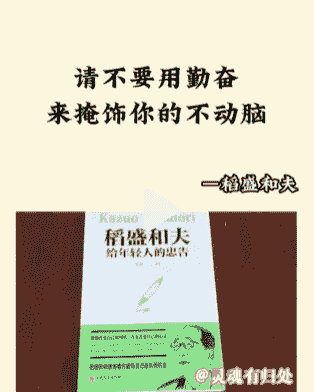 请不要用勤奋
来掩饰你的不动脑
—稻盛和夫
Kazuo Inamori
稻盛和夫
给年轻人的忠告
@灵魂有归处